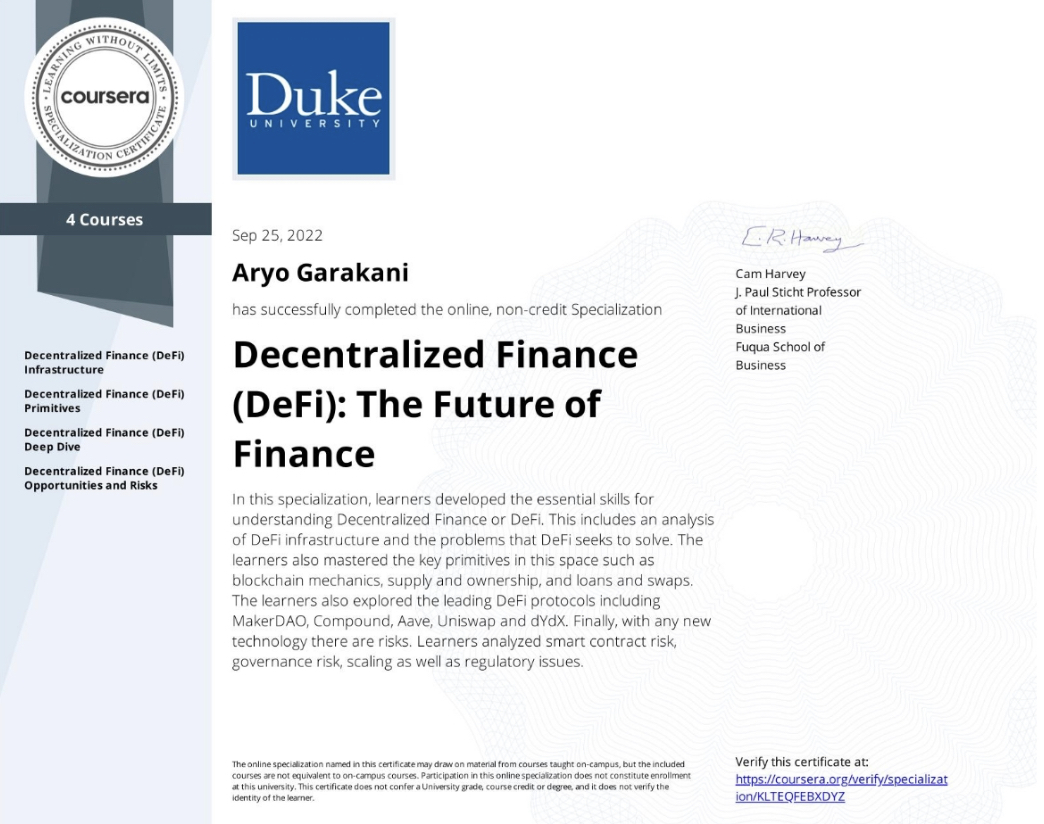 LEARNING WITHOUT LIMITS
coursera
SPECIALIZATION CERTIFICATE
4 Courses
Decentralized Finance (DeFi)
Infrastructure
Decentralized Finance (DeFi)
Primitives
Decentralized Finance (DeFi)
Deep Dive
Decentralized Finance (DeFi)
Opportunities and Risks
Duke
UNIVERSITY
Sep 25, 2022
Aryo Garakani
has successfully completed the online, non-credit Specialization
Decentralized Finance
(DeFi): The Future of
Finance
In this specialization, learners developed the essential skills for
understanding Decentralized Finance or DeFi. This includes an analysis
of DeFi infrastructure and the problems that DeFi seeks to solve. The
learners also mastered the key primitives in this space such as
blockchain mechanics, supply and ownership, and loans and swaps.
The learners also explored the leading DeFi protocols including
MakerDAO, Compound, Aave, Uniswap and dYdX. Finally, with any new
technology there are risks. Learners analyzed smart contract risk,
governance risk, scaling as well as regulatory issues.
The online specialization named in this certificate may draw on material from courses taught on-campus, but the included
courses are not equivalent to on-campus courses. Participation in this online specialization does not constitute enrollment
at this university. This certificate does not confer a University grade, course credit or degree, and it does not verify the
identity of the learner.
C.R. Harvey
Cam Harvey
J. Paul Sticht Professor
of International
Business
Fuqua School of
Business
Verify this certificate at:
https://coursera.org/verify/specializat
ion/KLTEQFEBXDYZ